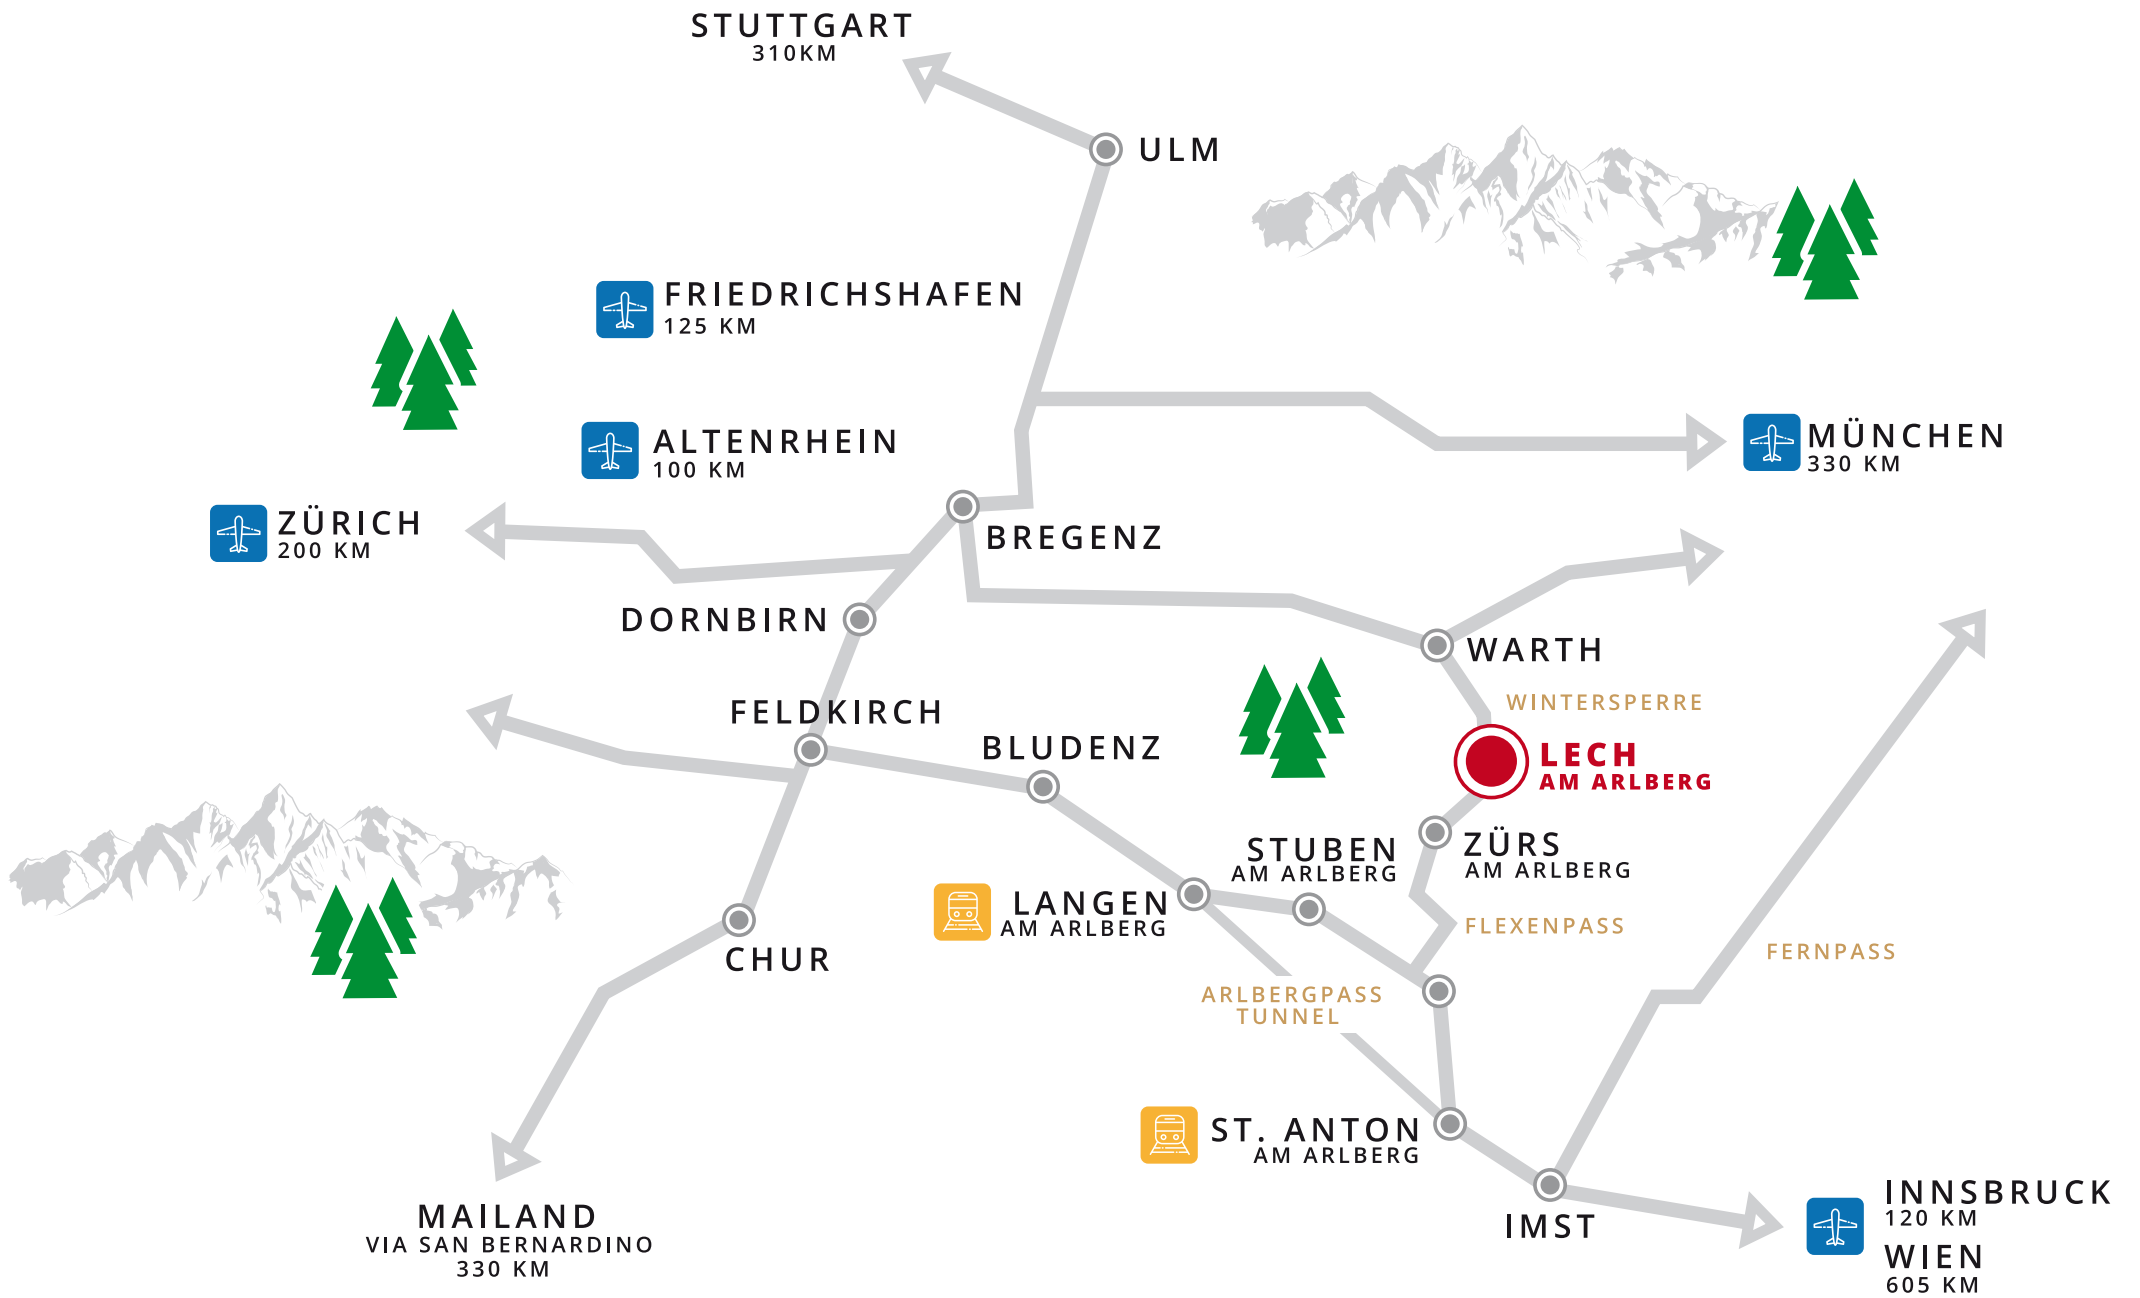 STUTTGART
310KM
ULM
FRIEDRICHSHAFEN
125 KM
ALTENRHEIN
100 KM
MÜNCHEN
330 KM
ZÜRICH
200 KM
BREGENZ
DORNBIRN
WARTH
WINTERSPERRE
FELDKIRCH
BLUDENZ
LECH
AM ARLBERG
STUBEN
AM ARLBERG
ZÜRS
AM ARLBERG
LANGEN
AM ARLBERG
FLEXENPASS
FERNPASS
CHUR
ARLBERGPASS
TUNNEL
ST. ANTON
AM ARLBERG
MAILAND
VIA SAN BERNARDINO
330 KM
IMST
INNSBRUCK
120 KM
WIEN
605 KM